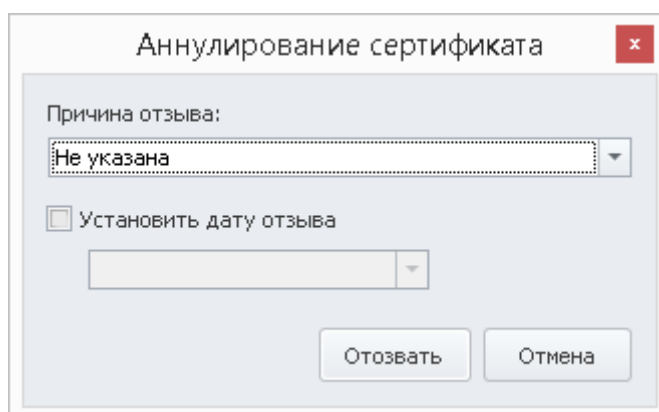 Аннулирование сертификата
Причина отзыва:
Не указана
Установить дату отзыва
Отозвать Отмена